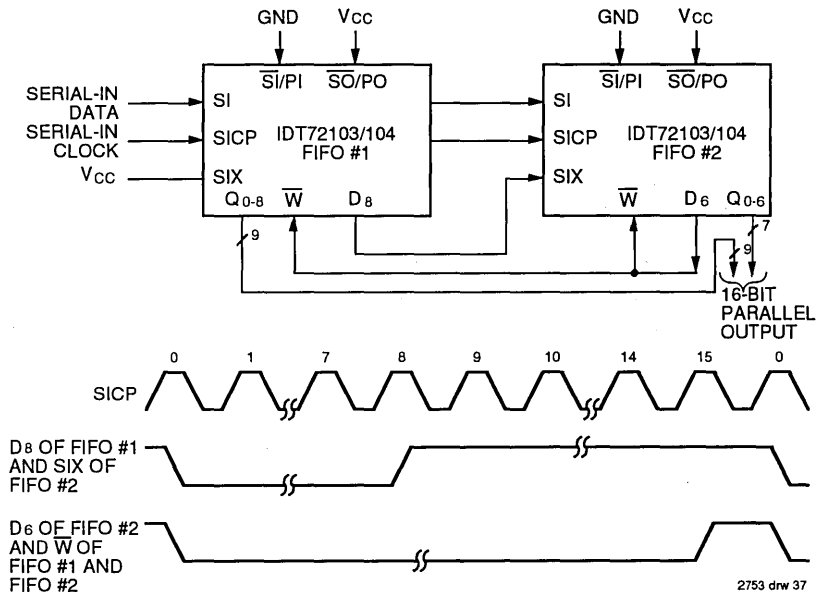 GND
VCC
GND
VCC
SI/PI
SO/PO
SI/PI
SO/PO
SERIAL-IN
DATA
SI
SI
SERIAL-IN
CLOCK
SICP
IDT72103/104
FIFO #1
SICP
IDT72103/104
FIFO #2
VCC
SIX
SIX
Q0-8
W
D8
W
D6
Q0-6
9
7
9
16-BIT
PARALLEL
OUTPUT
0 1 7 8 9 10 14 15 0
SICP
D8 OF FIFO #1
AND SIX OF
FIFO #2
D6 OF FIFO #2
AND W OF
FIFO #1 AND
FIFO #2
2753 drw 37